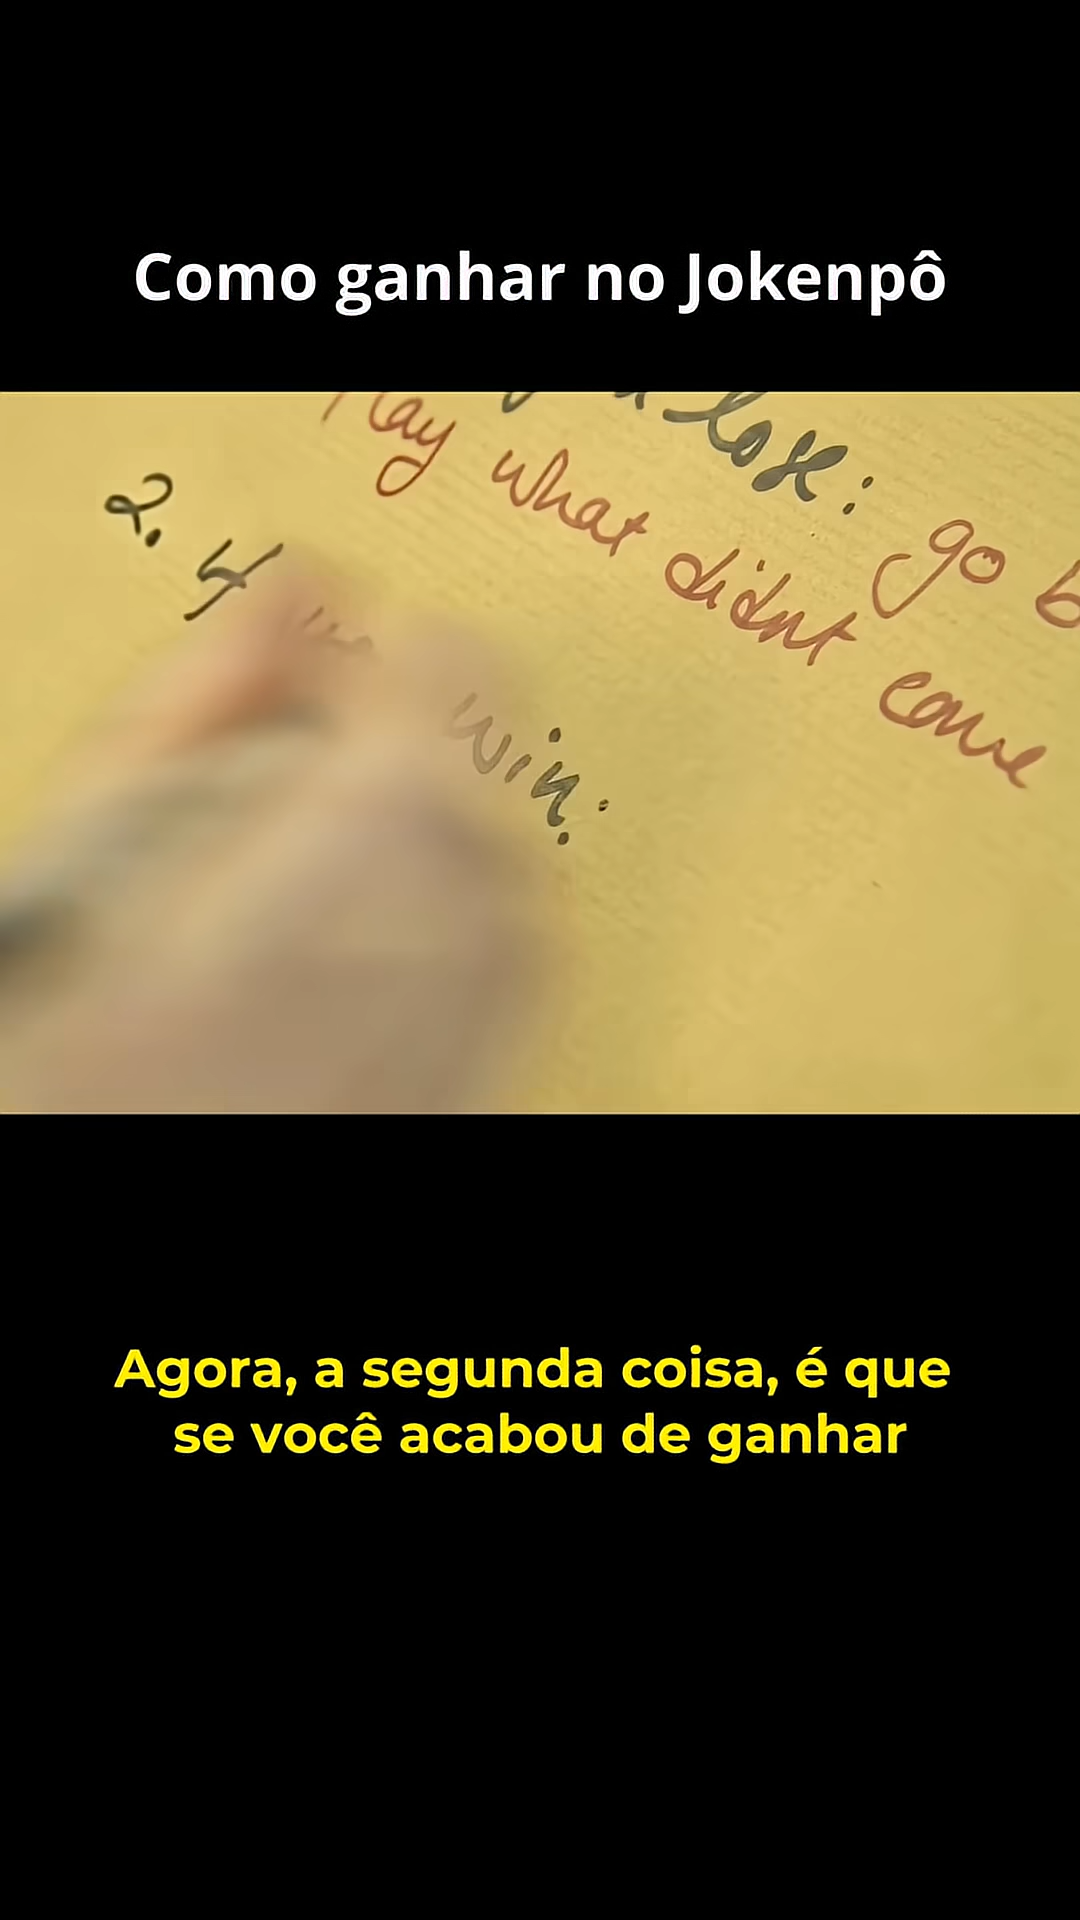 Como ganhar no Jokenpô
lose: go
Play what didnt come
2. win:
Agora, a segunda coisa, é que
se você acabou de ganhar